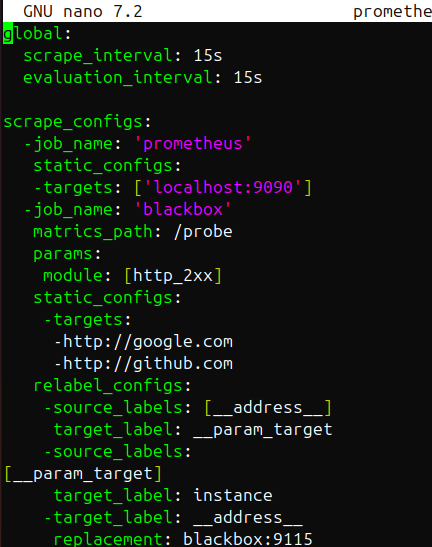 GNU nano 7.2 promethe
global:
  scrape_interval: 15s
  evaluation_interval: 15s

scrape_configs:
  -job_name: 'prometheus'
   static_configs:
   -targets: ['localhost:9090']
  -job_name: 'blackbox'
   matrics_path: /probe
   params:
    module: [http_2xx]
   static_configs:
    -targets:
     -http://google.com
     -http://github.com
   relabel_configs:
    -source_labels: [__address__]
     target_label: __param_target
    -source_labels:
[__param_target]
     target_label: instance
    -target_label: __address__
     replacement: blackbox:9115